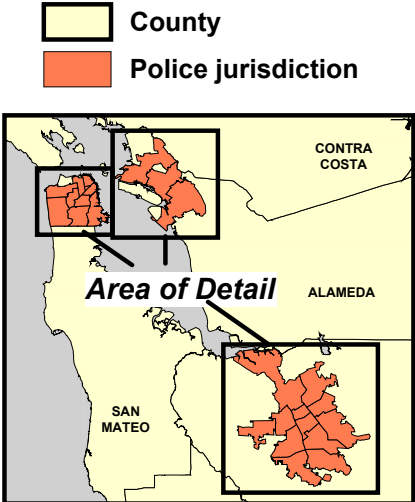 County
Police jurisdiction
CONTRA
COSTA
Area of Detail
ALAMEDA
SAN
MATEO